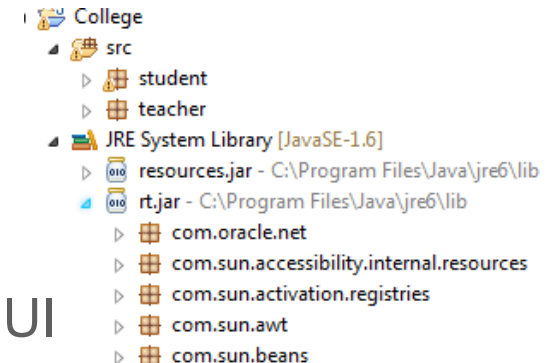 College
src
student
teacher
JRE System Library [JavaSE-1.6]
resources.jar - C:\Program Files\Java\jre6\lib
rt.jar - C:\Program Files\Java\jre6\lib
com.oracle.net
com.sun.accessibility.internal.resources
com.sun.activation.registries
UI
com.sun.awt
com.sun.beans